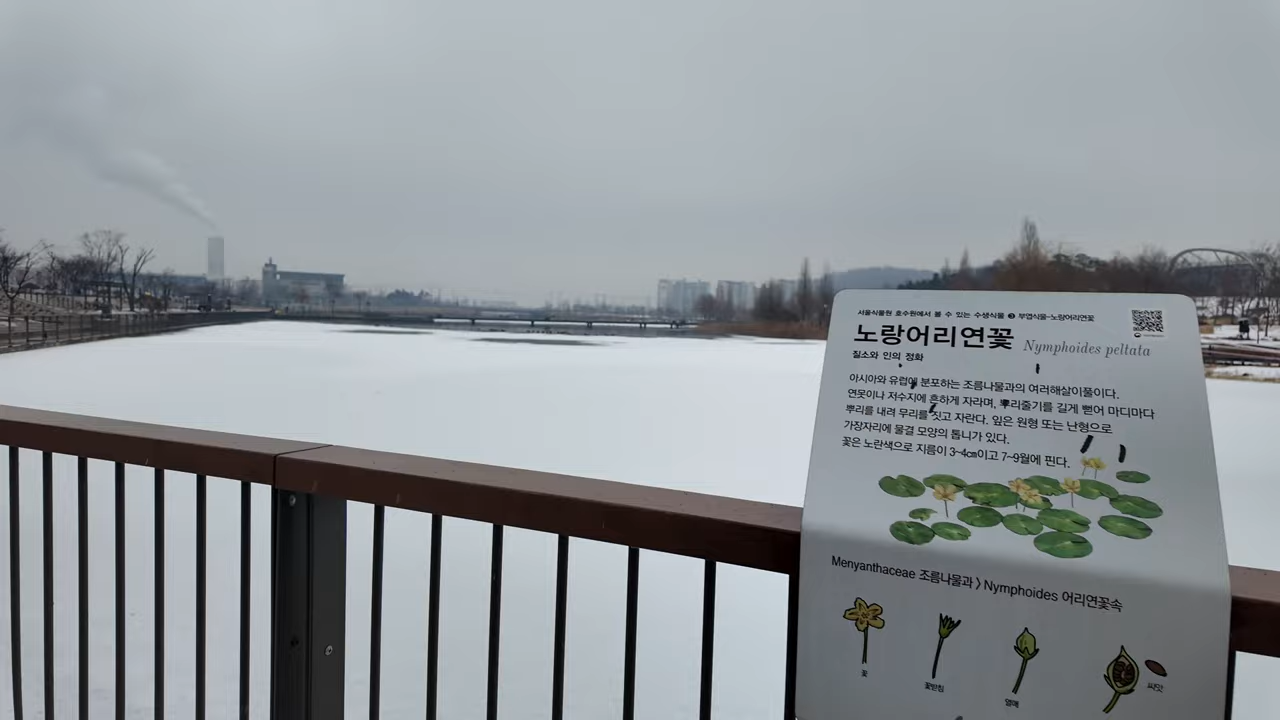 서울식물원 호수원에서 볼 수 있는 수생식물 ❸ 부엽식물-노랑어리연꽃
노랑어리연꽃 Nymphoides peltata
질소와 인의 정화
아시아와 유럽에 분포하는 조름나물과의 여러해살이풀이다.
연못이나 저수지에 흔하게 자라며, 뿌리줄기를 길게 뻗어 마디마다
뿌리를 내려 무리를 짓고 자란다. 잎은 원형 또는 난형으로
가장자리에 물결 모양의 톱니가 있다.
꽃은 노란색으로 지름이 3~4㎝이고 7~9월에 핀다.
Menyanthaceae 조름나물과 > Nymphoides 어리연꽃속
꽃
꽃받침
열매
씨앗